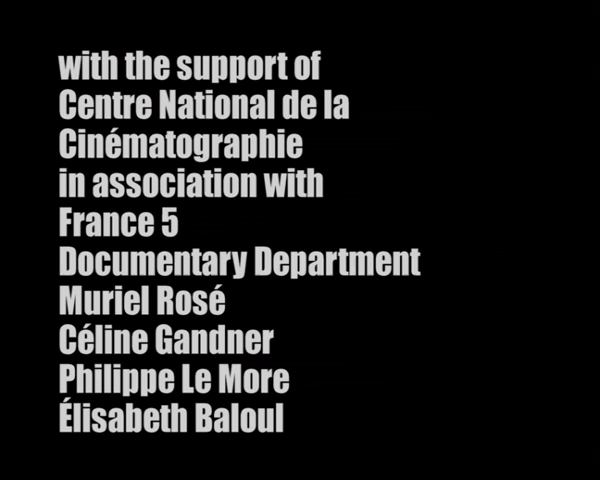 with the support of
Centre National de la
Cinématographie
in association with
France 5
Documentary Department
Muriel Rosé
Céline Gandner
Philippe Le More
Élisabeth Baloul